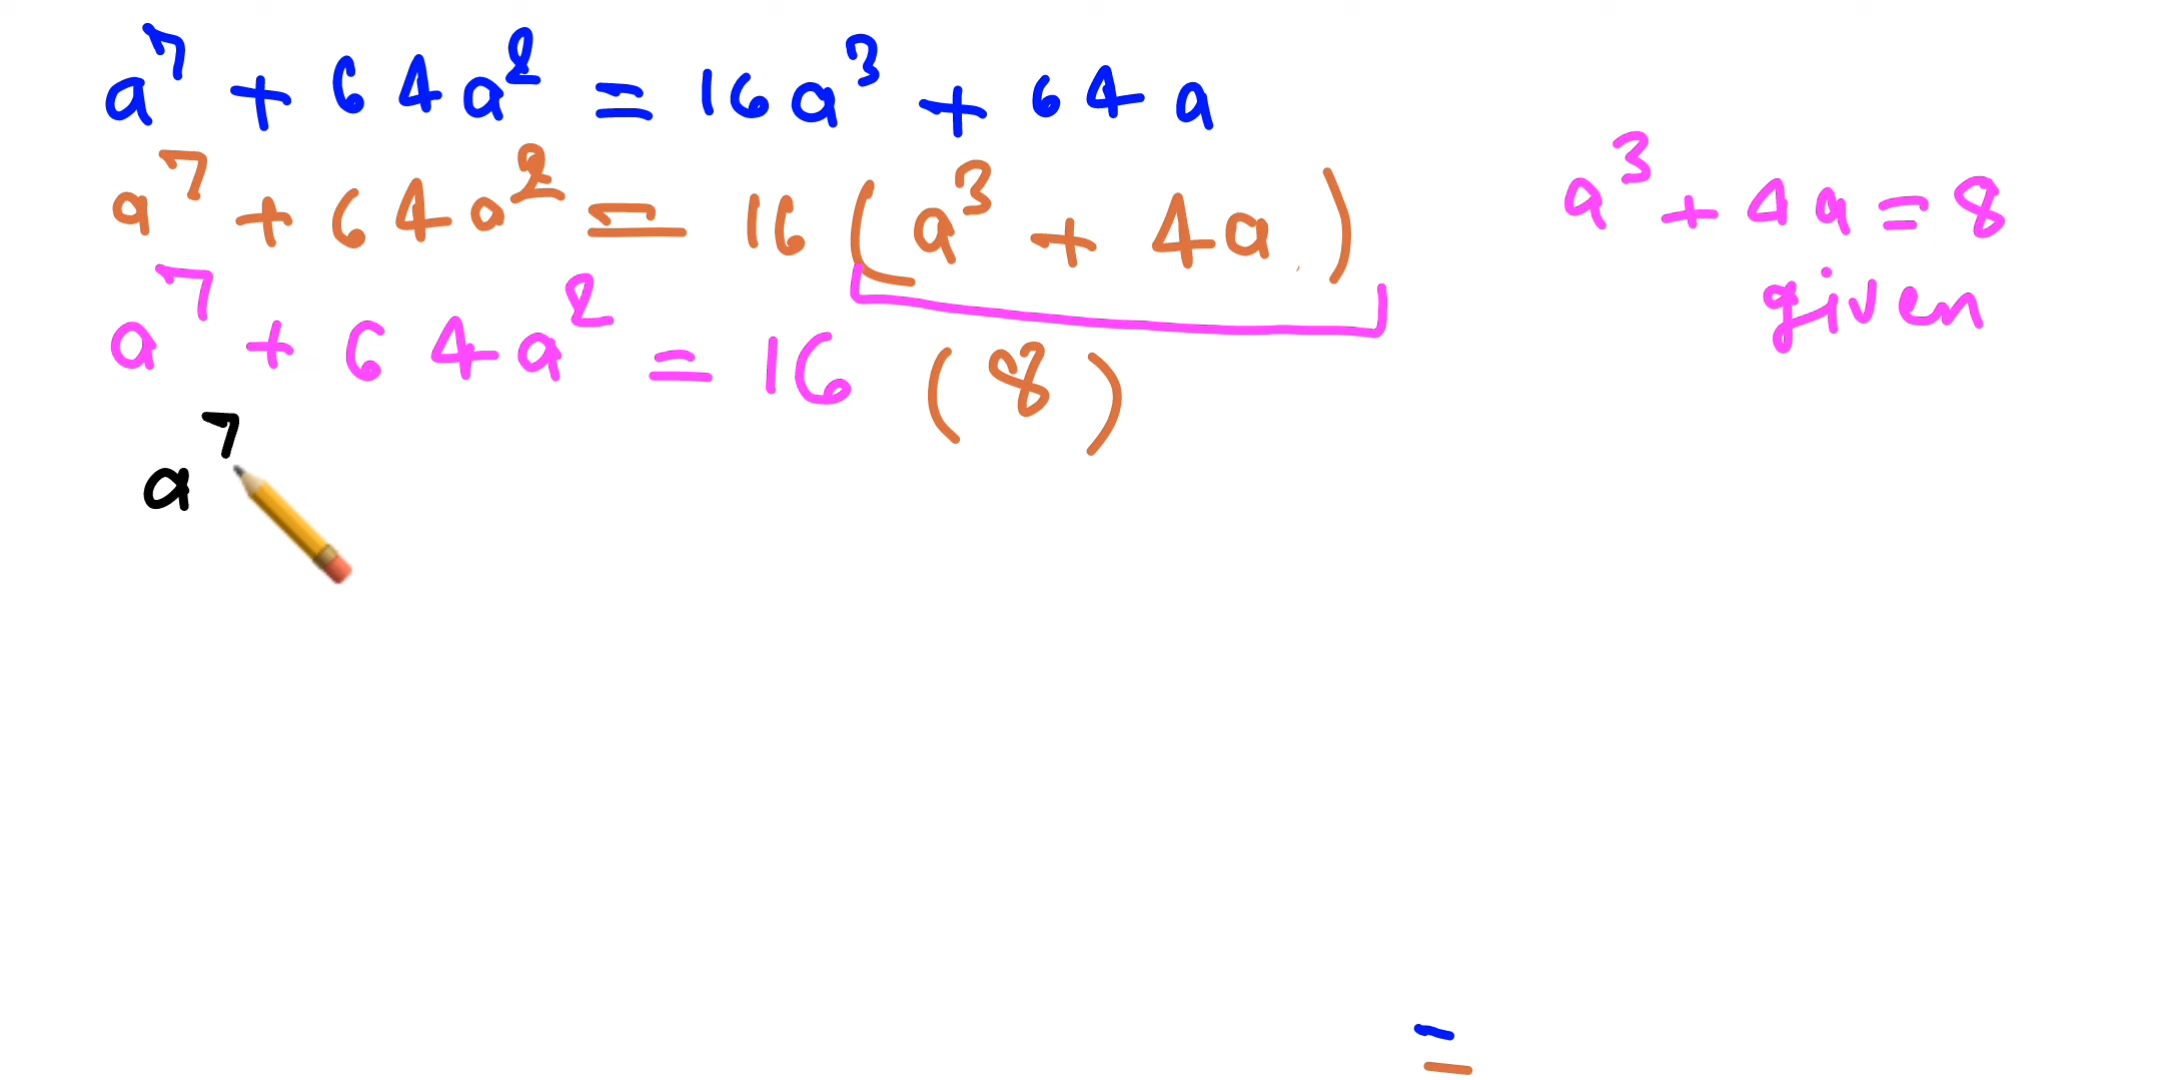 a⁷ + 64a² = 16a³ + 64a
a⁷ + 64a² = 16(a³ + 4a)
a³ + 4a = 8
given
a⁷ + 64a² = 16(8)
a⁷
=